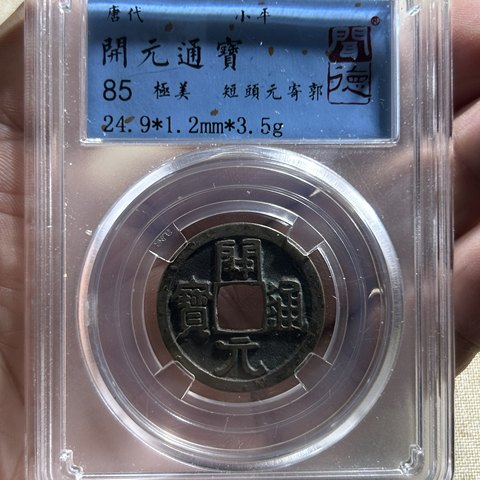 唐代 小平
開元通寶
85 極美 短頭元寄郭
24.9*1.2mm*3.5g
聞德
開
寶 通
元